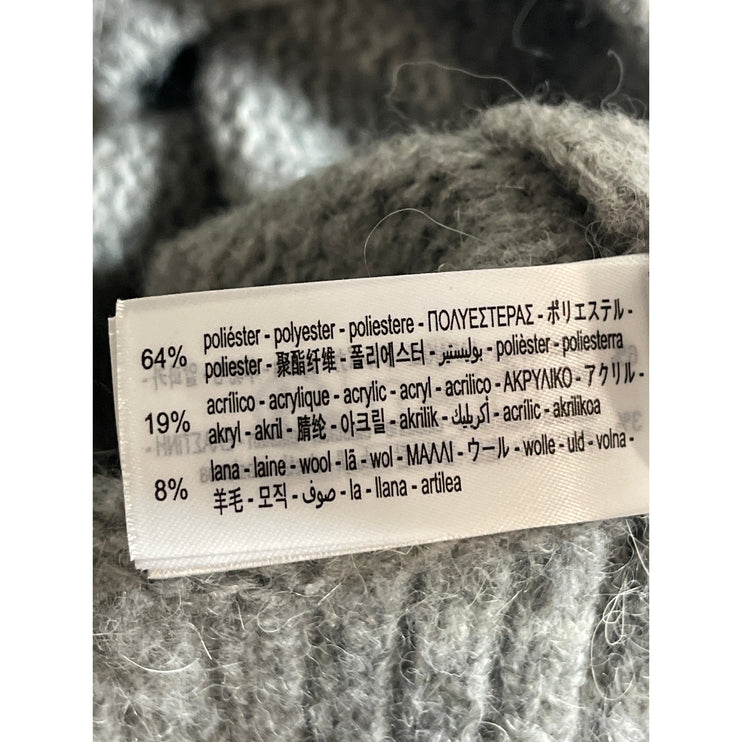 64% poliéster - polyester - poliestere - ΠΟΛΥΕΣΤΕΡΑΣ - ポリエステル -
poliester - 聚酯纤维 - 폴리에스터 - بوليستير - polièster - poliesterra
19% acrílico - acrylique - acrylic - acryl - acrilico - ΑΚΡΥΛΙΚΟ - アクリル -
akryl - akril - 腈纶 - 아크릴 - akrilik - أكريليك - acrilic - akrilikoa
8% lana - laine - wool - lã - wol - ΜΑΛΛΙ - ウール - wolle - uld - volna -
羊毛 - 모직 - صوف - la - llana - artilea